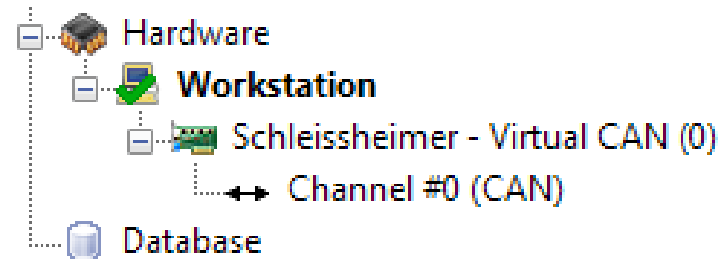 Hardware
Workstation
Schleissheimer - Virtual CAN (0)
Channel #0 (CAN)
Database